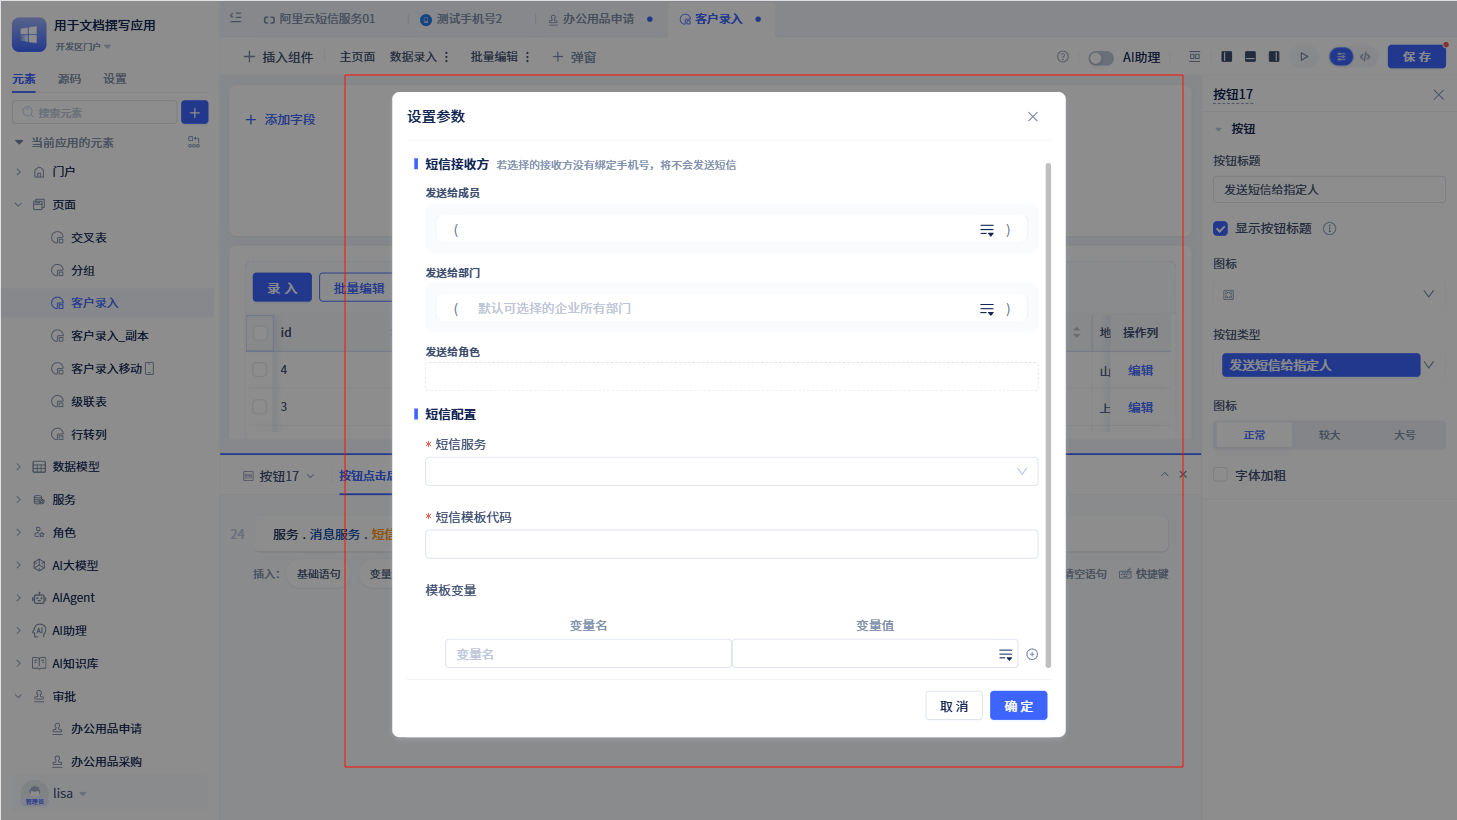 用于文档撰写应用
开发区门户
元素 源码 设置
搜索元素
当前应用的元素
门户
页面
交叉表
分组
客户录入
客户录入_副本
客户录入移动
级联表
行转列
数据模型
服务
角色
AI大模型
AIAgent
AI助理
AI知识库
审批
办公用品申请
办公用品采购
管理员
lisa
阿里云短信服务01 测试手机号2 办公用品申请 客户录入
插入组件 主页面 数据录入 批量编辑 弹窗 AI助理 保存
添加字段
录入 批量编辑
id 地 操作列
4 山 编辑
3 上 编辑
按钮17 按钮点击后
24 服务 . 消息服务 . 短信
插入： 基础语句 变量 清空语句 快捷键
设置参数
短信接收方 若选择的接收方没有绑定手机号，将不会发送短信
发送给成员
( )
发送给部门
( 默认可选择的企业所有部门 )
发送给角色
短信配置
* 短信服务
* 短信模板代码
模板变量
变量名 变量值
变量名
取消 确定
按钮17
按钮
按钮标题
发送短信给指定人
显示按钮标题
图标
按钮类型
发送短信给指定人
图标
正常 较大 大号
字体加粗